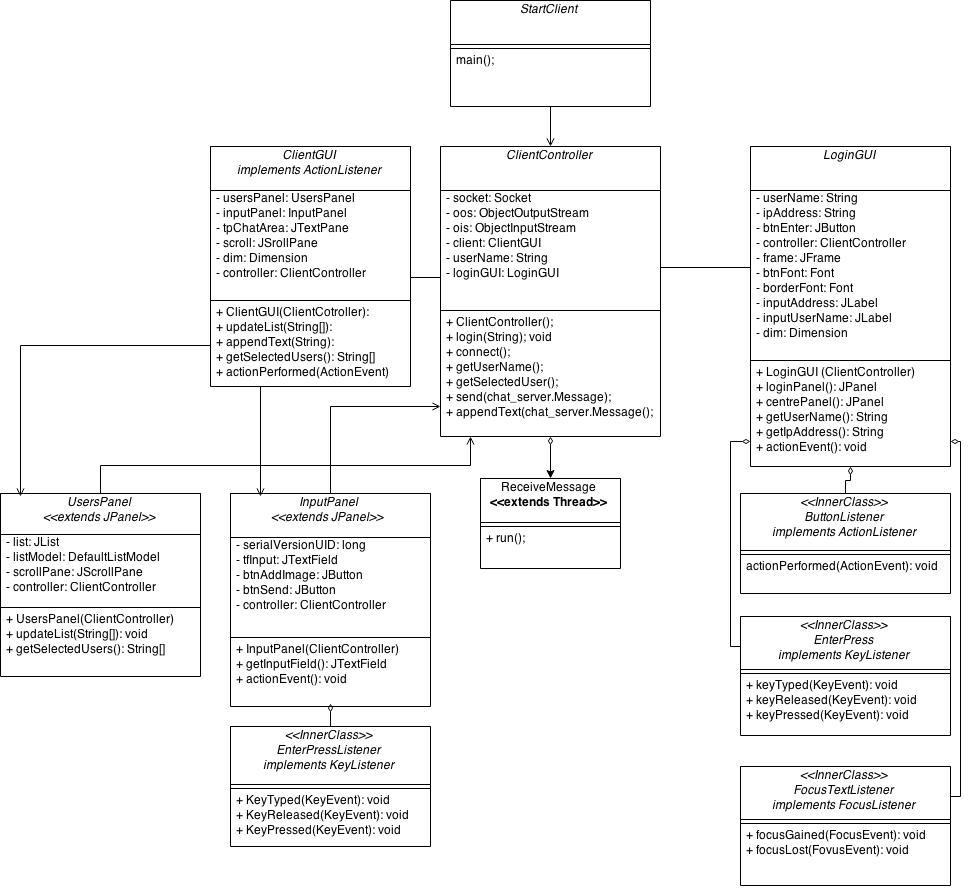 StartClient
main();
ClientGUI
implements ActionListener
- usersPanel: UsersPanel
- inputPanel: InputPanel
- tpChatArea: JTextPane
- scroll: JSrollPane
- dim: Dimension
- controller: ClientController
+ ClientGUI(ClientCotroller):
+ updateList(String[]):
+ appendText(String):
+ getSelectedUsers(): String[]
+ actionPerformed(ActionEvent)
ClientController
- socket: Socket
- oos: ObjectOutputStream
- ois: ObjectInputStream
- client: ClientGUI
- userName: String
- loginGUI: LoginGUI
+ ClientController();
+ login(String); void
+ connect();
+ getUserName();
+ getSelectedUser();
+ send(chat_server.Message);
+ appendText(chat_server.Message();
LoginGUI
- userName: String
- ipAddress: String
- btnEnter: JButton
- controller: ClientController
- frame: JFrame
- btnFont: Font
- borderFont: Font
- inputAddress: JLabel
- inputUserName: JLabel
- dim: Dimension
+ LoginGUI (ClientController)
+ loginPanel(): JPanel
+ centrePanel(): JPanel
+ getUserName(): String
+ getIpAddress(): String
+ actionEvent(): void
UsersPanel
<<extends JPanel>>
- list: JList
- listModel: DefaultListModel
- scrollPane: JScrollPane
- controller: ClientController
+ UsersPanel(ClientController)
+ updateList(String[]): void
+ getSelectedUsers(): String[]
InputPanel
<<extends JPanel>>
- serialVersionUID: long
- tfInput: JTextField
- btnAddImage: JButton
- btnSend: JButton
- controller: ClientController
+ InputPanel(ClientController)
+ getInputField(): JTextField
+ actionEvent(): void
ReceiveMessage
<<extends Thread>>
+ run();
<<InnerClass>>
ButtonListener
implements ActionListener
actionPerformed(ActionEvent): void
<<InnerClass>>
EnterPress
implements KeyListener
+ keyTyped(KeyEvent): void
+ keyReleased(KeyEvent): void
+ keyPressed(KeyEvent): void
<<InnerClass>>
EnterPressListener
implements KeyListener
+ KeyTyped(KeyEvent): void
+ KeyReleased(KeyEvent): void
+ KeyPressed(KeyEvent): void
<<InnerClass>>
FocusTextListener
implements FocusListener
+ focusGained(FocusEvent): void
+ focusLost(FovusEvent): void